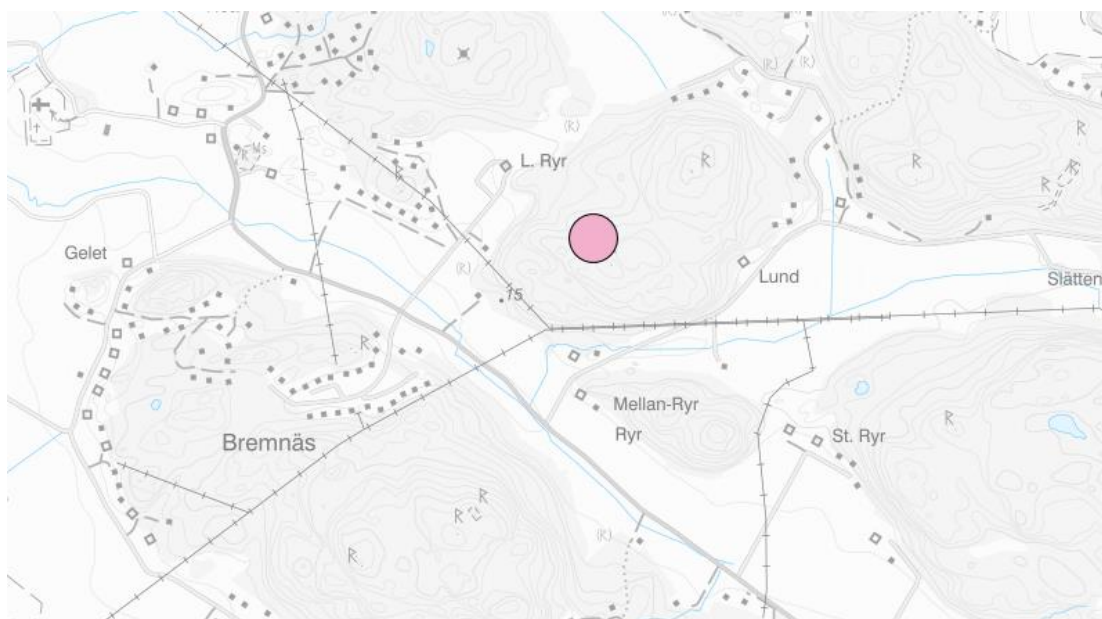 L. Ryr
Gelet
Lund
Slätten
15
Mellan-Ryr
Ryr
St. Ryr
Bremnäs
(R)
(R)
(R)
(R)
(R)
R
R
R
R
R
R
R
R
R
R
R